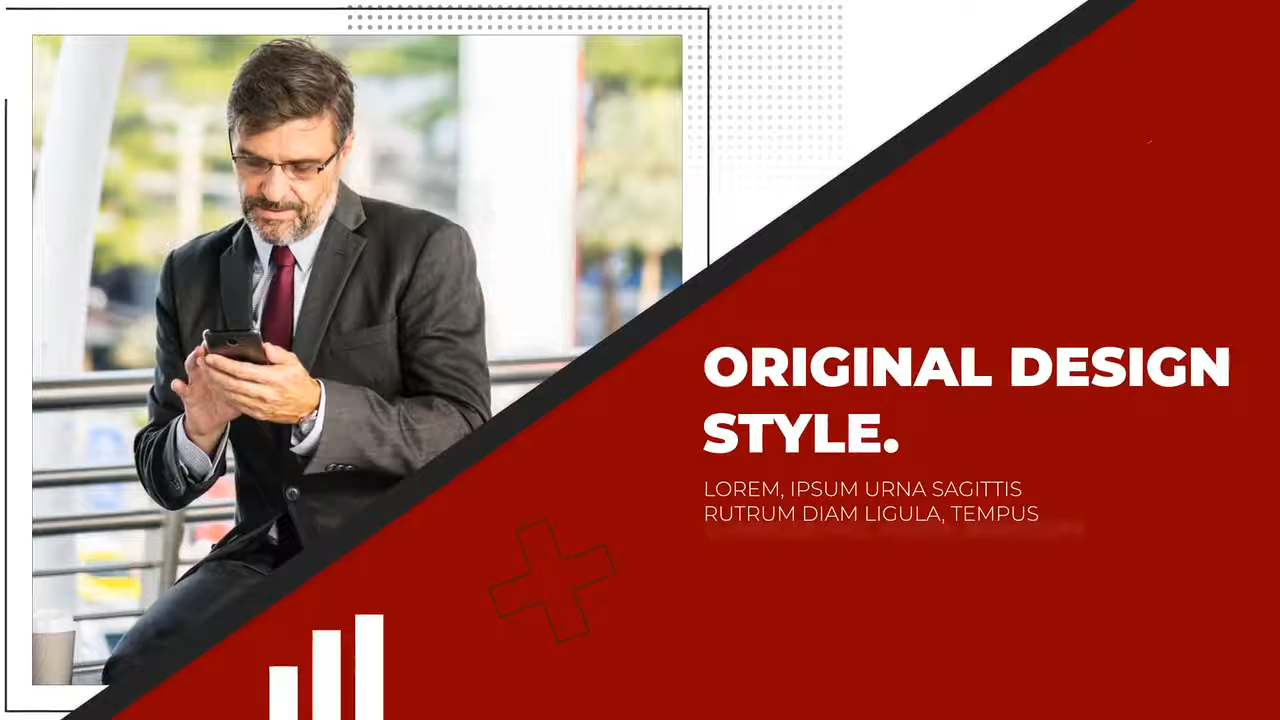 ORIGINAL DESIGN
STYLE.
LOREM, IPSUM URNA SAGITTIS
RUTRUM DIAM LIGULA, TEMPUS